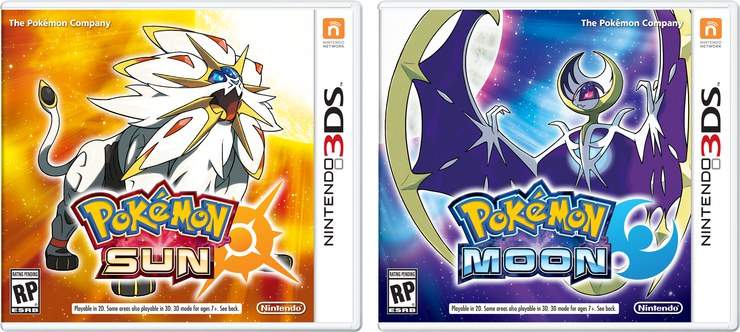 The Pokémon Company
NINTENDO
NETWORK
NINTENDO 3DS
POKéMON
SUN
RATING PENDING
RP
ESRB
Playable in 2D. Some areas also playable in 3D. 3D mode for ages 7+. See back.
Nintendo
The Pokémon Company
NINTENDO
NETWORK
NINTENDO 3DS
POKéMON
MOON
RATING PENDING
RP
ESRB
Playable in 2D. Some areas also playable in 3D. 3D mode for ages 7+. See back.
Nintendo